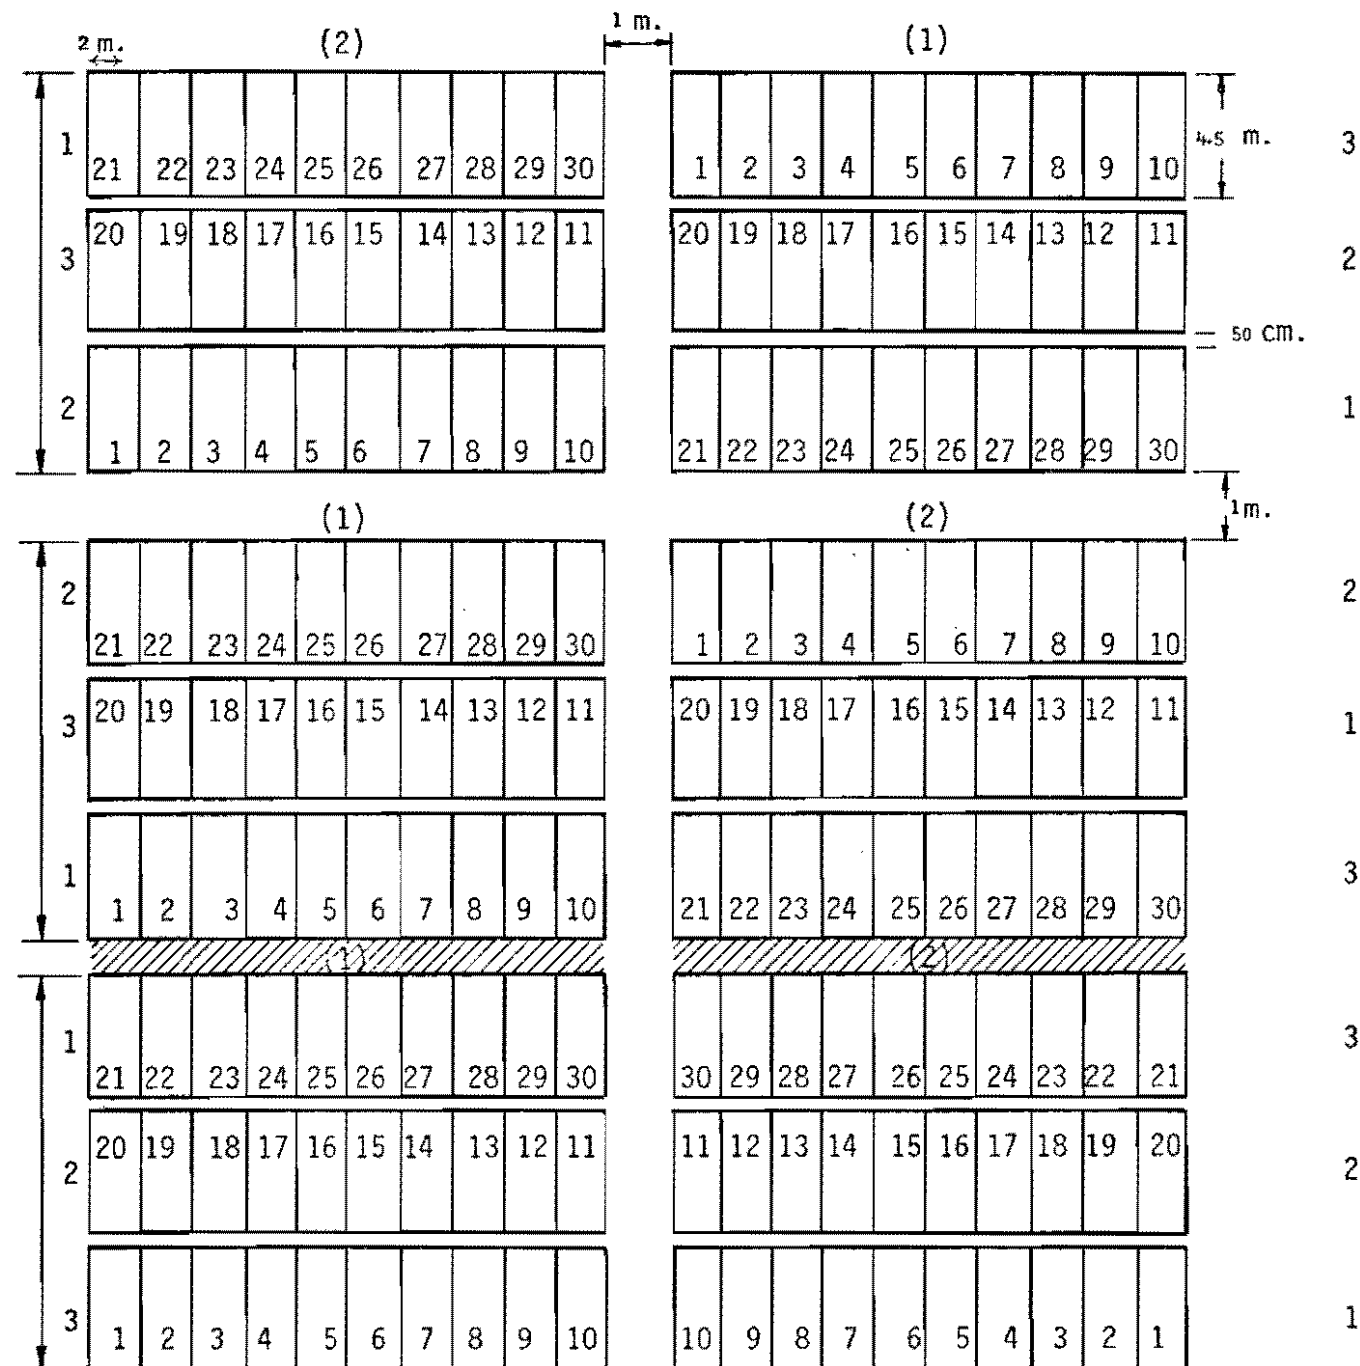 2 m. (2) 1 m. (1)
1 21 22 23 24 25 26 27 28 29 30 1 2 3 4 5 6 7 8 9 10 4.5 m. 3
3 20 19 18 17 16 15 14 13 12 11 20 19 18 17 16 15 14 13 12 11 2
50 cm.
2 1 2 3 4 5 6 7 8 9 10 21 22 23 24 25 26 27 28 29 30 1
(1) (2) 1m.
2 21 22 23 24 25 26 27 28 29 30 1 2 3 4 5 6 7 8 9 10 2
3 20 19 18 17 16 15 14 13 12 11 20 19 18 17 16 15 14 13 12 11 1
1 1 2 3 4 5 6 7 8 9 10 21 22 23 24 25 26 27 28 29 30 3
(1) (2)
1 21 22 23 24 25 26 27 28 29 30 30 29 28 27 26 25 24 23 22 21 3
2 20 19 18 17 16 15 14 13 12 11 11 12 13 14 15 16 17 18 19 20 2
3 1 2 3 4 5 6 7 8 9 10 10 9 8 7 6 5 4 3 2 1 1